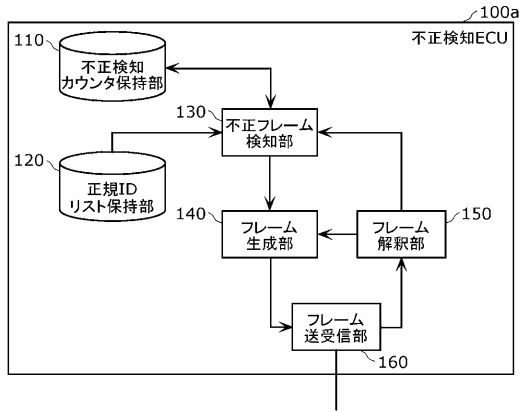 100a
不正検知ECU
110
不正検知
カウンタ保持部
130
不正フレーム
検知部
120
正規ID
リスト保持部
140
フレーム
生成部
150
フレーム
解釈部
フレーム
送受信部
160